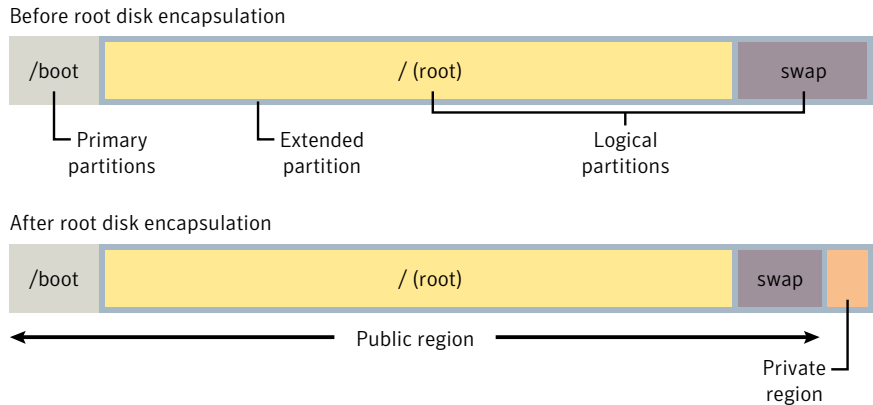 Before root disk encapsulation
/boot
/ (root)
swap
Primary
partitions
Extended
partition
Logical
partitions
After root disk encapsulation
/boot
/ (root)
swap
Public region
Private
region